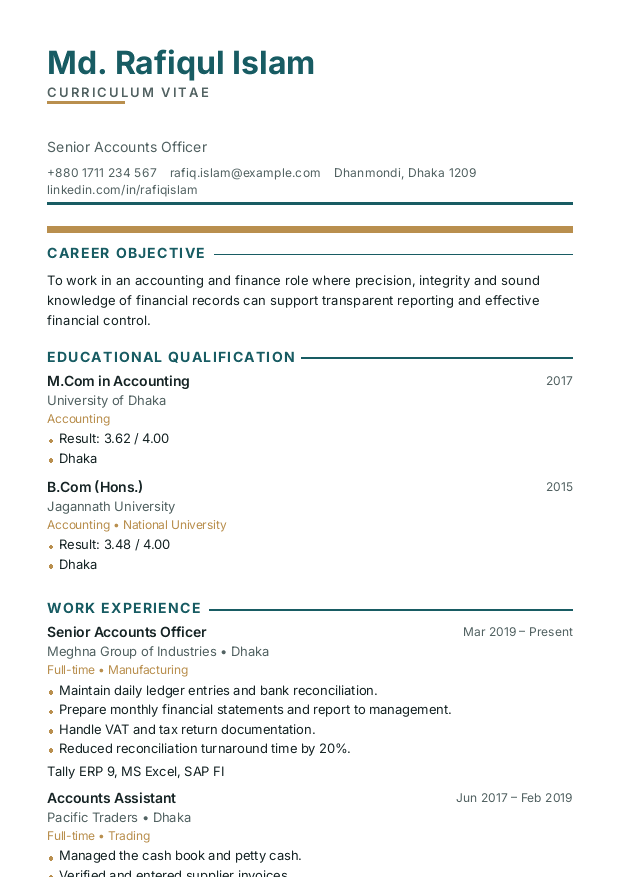 Md. Rafiqul Islam
CURRICULUM VITAE
Senior Accounts Officer
+880 1711 234 567 rafiq.islam@example.com Dhanmondi, Dhaka 1209
linkedin.com/in/rafiqislam
CAREER OBJECTIVE
To work in an accounting and finance role where precision, integrity and sound
knowledge of financial records can support transparent reporting and effective
financial control.
EDUCATIONAL QUALIFICATION
M.Com in Accounting 2017
University of Dhaka
Accounting
• Result: 3.62 / 4.00
• Dhaka
B.Com (Hons.) 2015
Jagannath University
Accounting • National University
• Result: 3.48 / 4.00
• Dhaka
WORK EXPERIENCE
Senior Accounts Officer Mar 2019 – Present
Meghna Group of Industries • Dhaka
Full-time • Manufacturing
• Maintain daily ledger entries and bank reconciliation.
• Prepare monthly financial statements and report to management.
• Handle VAT and tax return documentation.
• Reduced reconciliation turnaround time by 20%.
Tally ERP 9, MS Excel, SAP FI
Accounts Assistant Jun 2017 – Feb 2019
Pacific Traders • Dhaka
Full-time • Trading
• Managed the cash book and petty cash.
• Verified and entered supplier invoices.